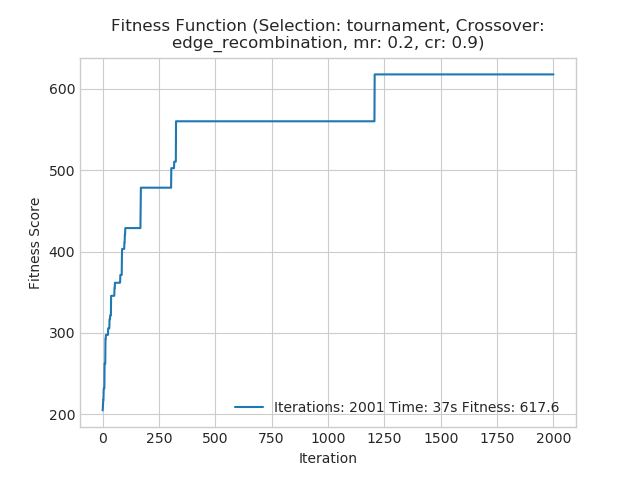 Fitness Function (Selection: tournament, Crossover:
edge_recombination, mr: 0.2, cr: 0.9)
600
500
400
300
200
Fitness Score
Iterations: 2001 Time: 37s Fitness: 617.6
0 250 500 750 1000 1250 1500 1750 2000
Iteration